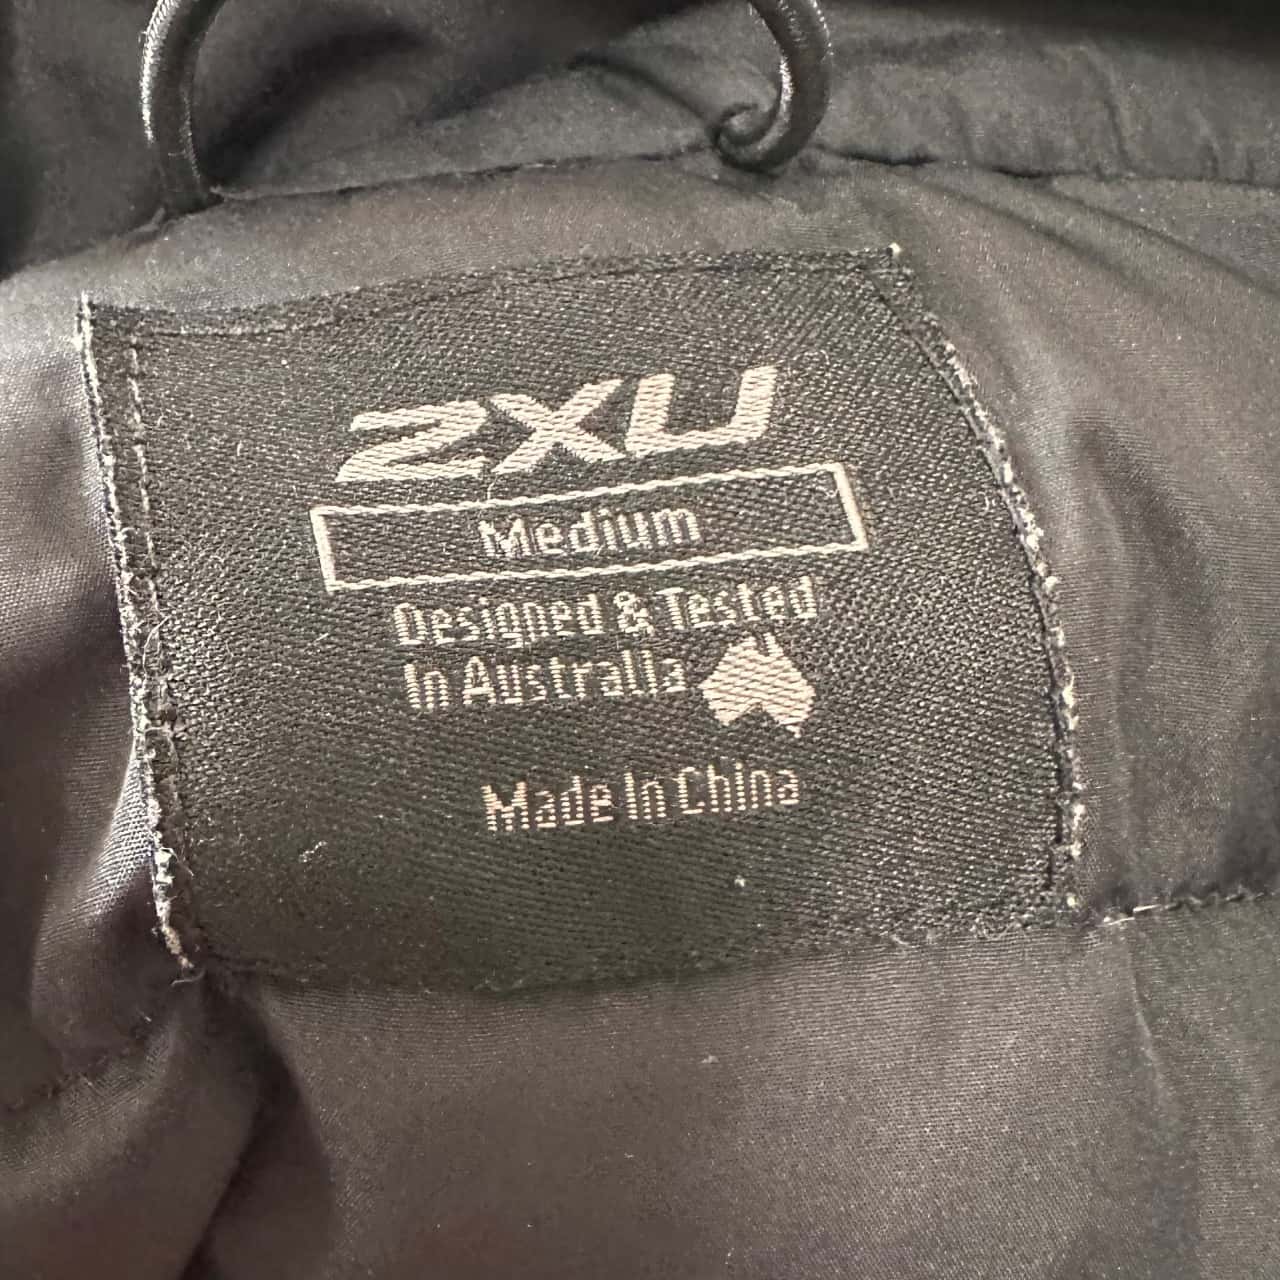 2XU
Medium
Designed & Tested
In Australia
Made In China